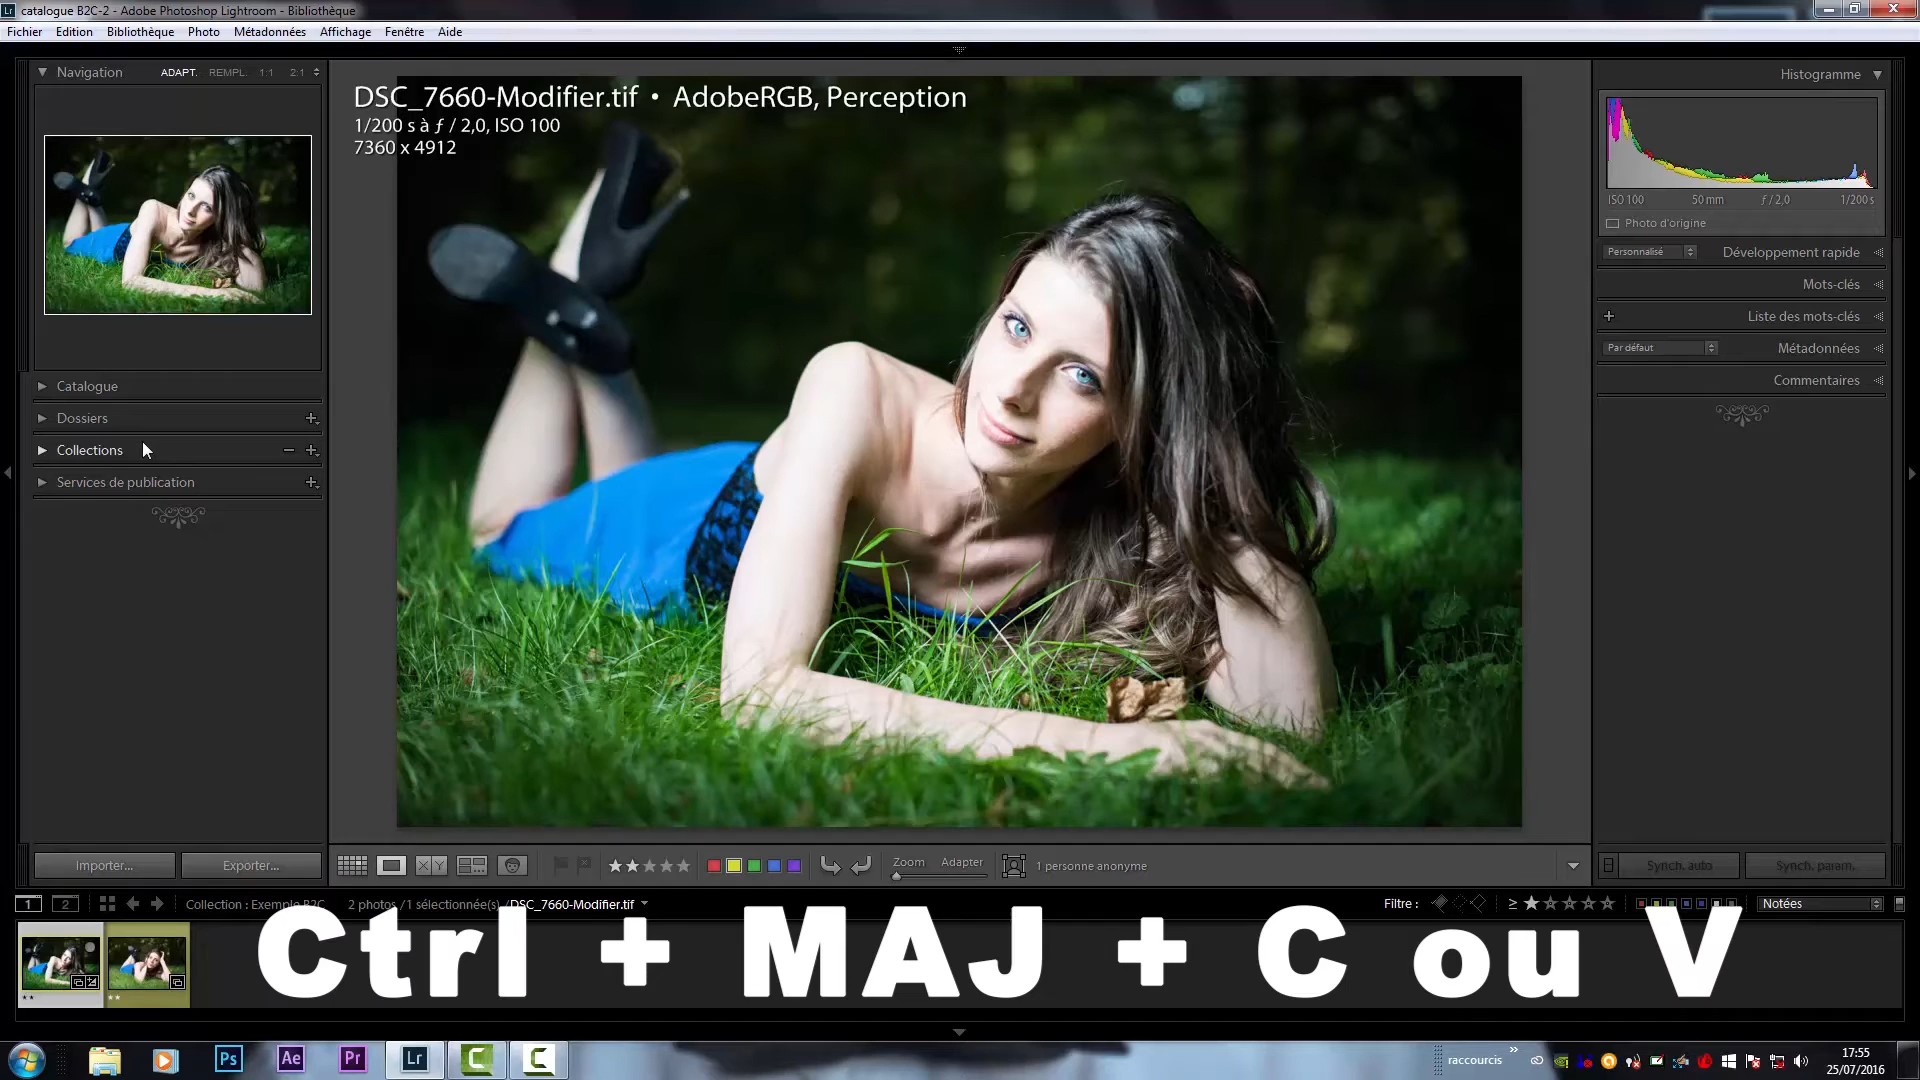 catalogue B2C-2 - Adobe Photoshop Lightroom - Bibliothèque
Fichier Edition Bibliothèque Photo Métadonnées Affichage Fenêtre Aide
Navigation ADAPT. REMPL. 1:1 2:1
DSC_7660-Modifier.tif • AdobeRGB, Perception
1/200 s à ƒ / 2,0, ISO 100
7360 x 4912
Histogramme
ISO 100 50 mm ƒ / 2,0 1/200 s
Photo d'origine
Personnalisé Développement rapide
Mots-clés
Liste des mots-clés
Par défaut Métadonnées
Commentaires
Catalogue
Dossiers
Collections
Services de publication
Importer... Exporter...
XY
Zoom Adapter
1 personne anonyme
Synch. auto Synch. param.
1 2 Collection : Exemple B2C 2 photos /1 sélectionnée(s) /DSC_7660-Modifier.tif
Filtre : ≥ Notées
Ctrl + MAJ + C ou V
Ps Ae Pr Lr
raccourcis
17:55
25/07/2016